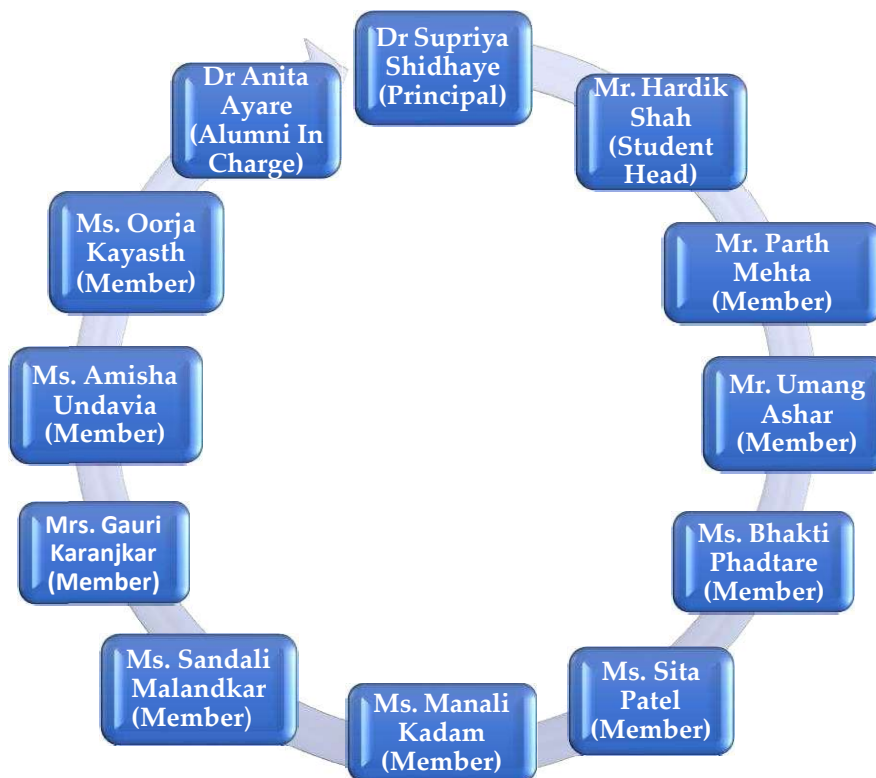 Dr Supriya
Shidhaye
(Principal)
Mr. Hardik
Shah
(Student
Head)
Mr. Parth
Mehta
(Member)
Mr. Umang
Ashar
(Member)
Ms. Bhakti
Phadtare
(Member)
Ms. Sita
Patel
(Member)
Ms. Manali
Kadam
(Member)
Ms. Sandali
Malandkar
(Member)
Mrs. Gauri
Karanjkar
(Member)
Ms. Amisha
Undavia
(Member)
Ms. Oorja
Kayasth
(Member)
Dr Anita
Ayare
(Alumni In
Charge)